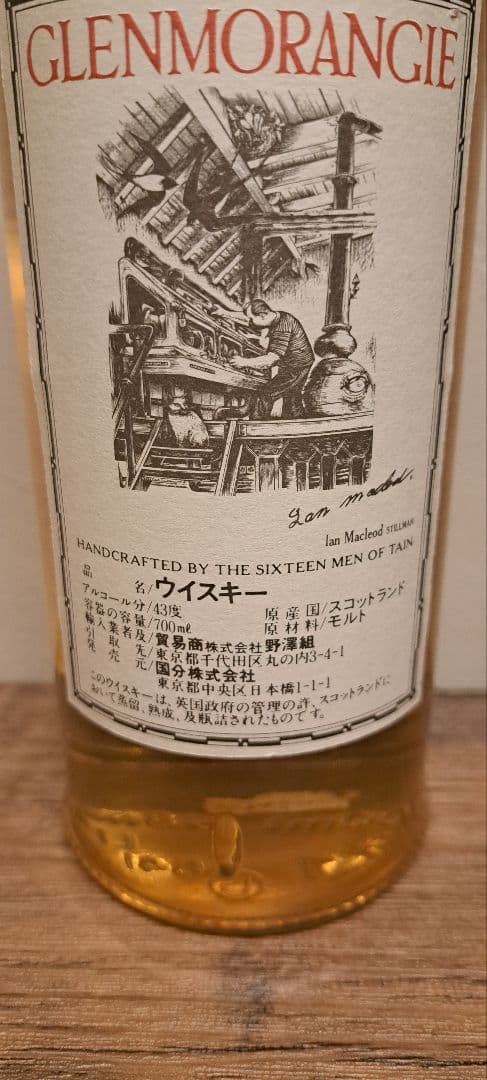 GLENMORANGIE
Ian Macleod.
Ian Macleod STILLMAN
HANDCRAFTED BY THE SIXTEEN MEN OF TAIN
品名/ウイスキー
アルコール分/43度 原産国/スコットランド
容器の容量/700ml 原材料/モルト
輸入業者及/貿易商株式会社野澤組
引取先/東京都千代田区丸の内3-4-1
発売元/国分株式会社
東京都中央区日本橋1-1-1
このウイスキーは、英国政府の管理の許、スコットランドに
おいて蒸留、熟成、及瓶詰されたものです。